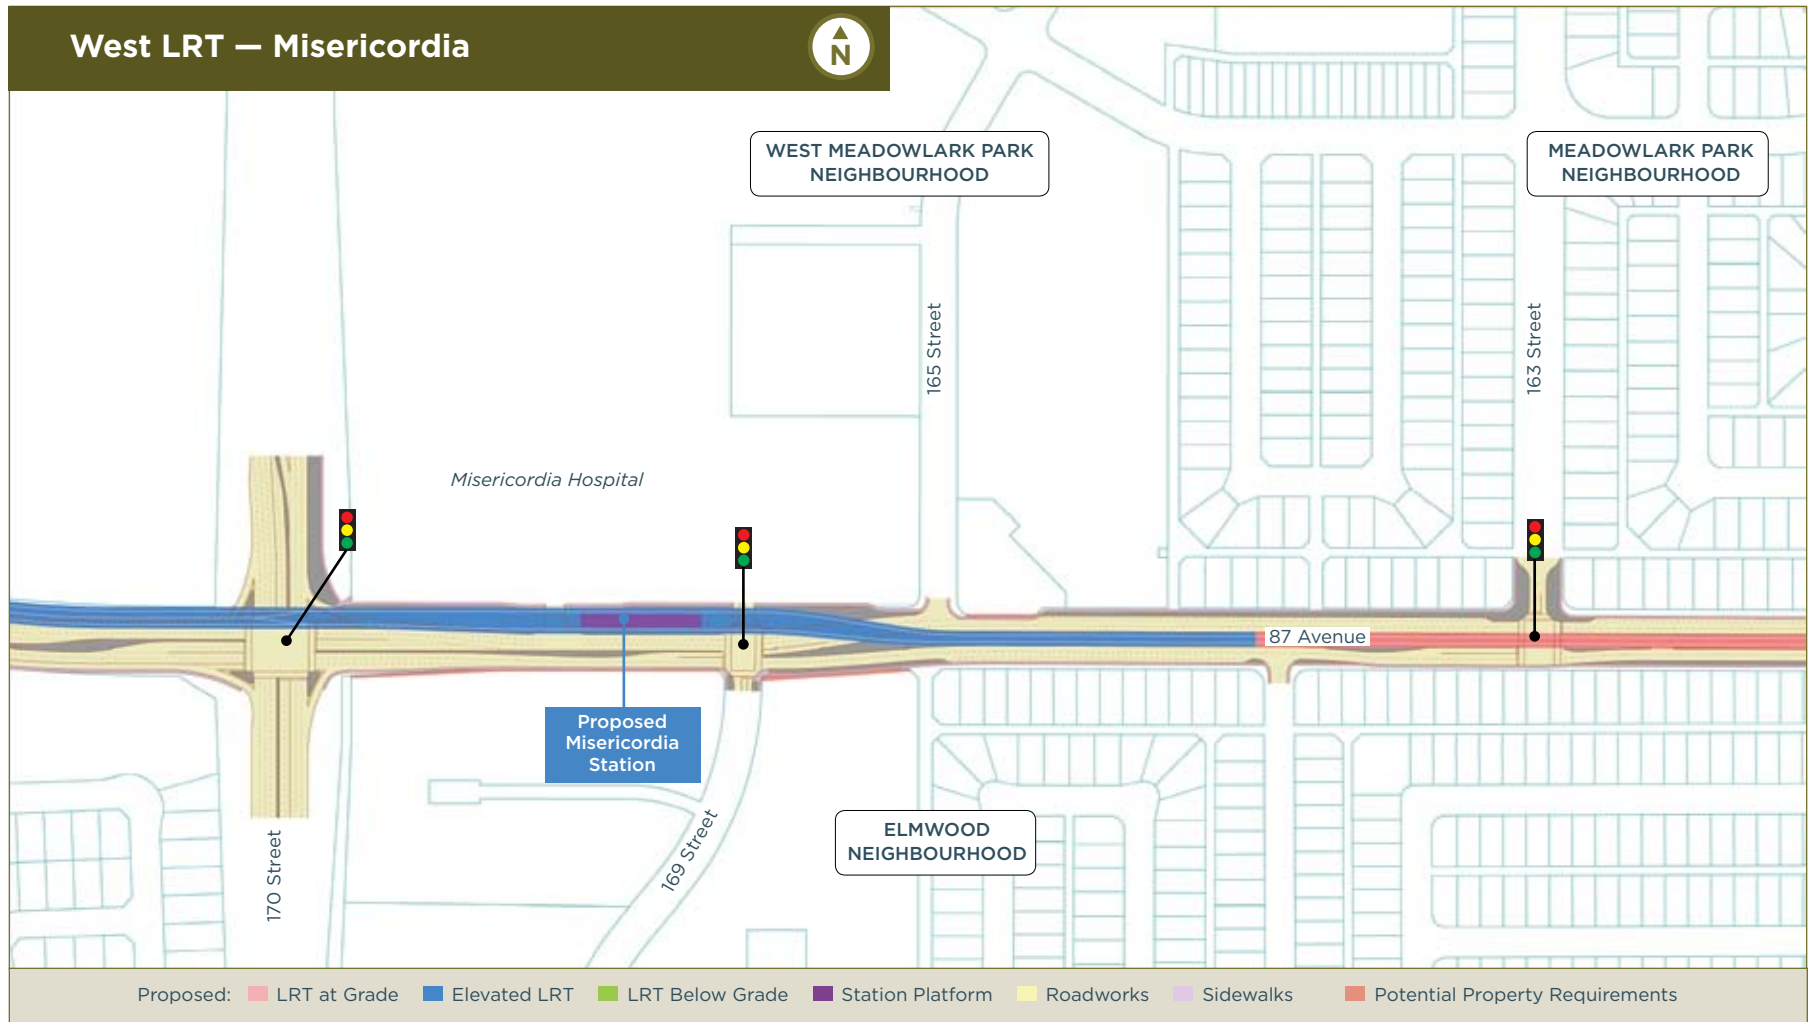 West LRT — Misericordia
N
WEST MEADOWLARK PARK
NEIGHBOURHOOD
MEADOWLARK PARK
NEIGHBOURHOOD
165 Street
163 Street
Misericordia Hospital
87 Avenue
Proposed
Misericordia
Station
169 Street
170 Street
ELMWOOD
NEIGHBOURHOOD
Proposed: LRT at Grade Elevated LRT LRT Below Grade Station Platform Roadworks Sidewalks Potential Property Requirements